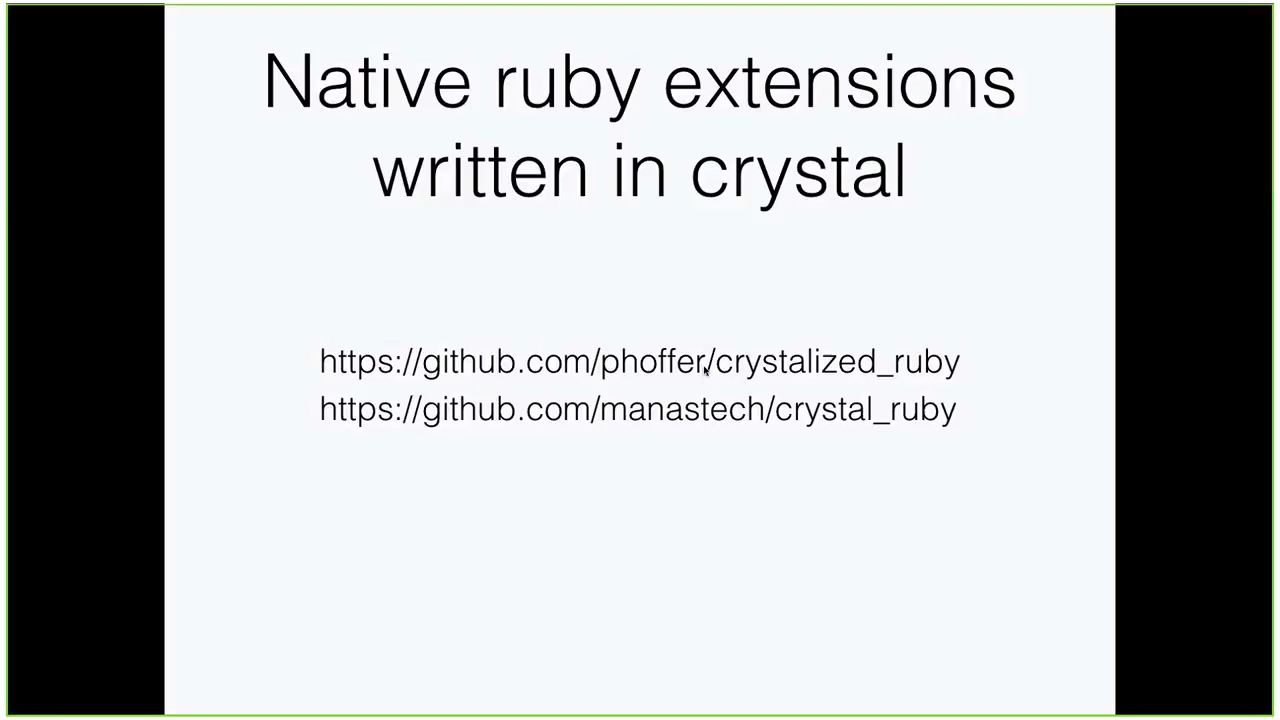 Native ruby extensions
written in crystal
https://github.com/phoffer/crystalized_ruby
https://github.com/manastech/crystal_ruby